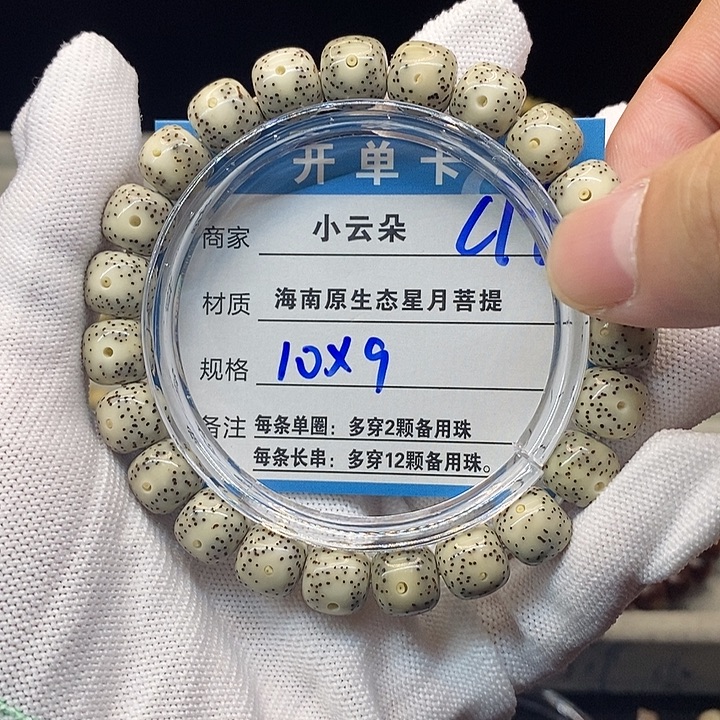 开单卡
商家 小云朵
材质 海南原生态星月菩提
规格 10X9
备注 每条单圈：多穿2颗备用珠
每条长串：多穿12颗备用珠。